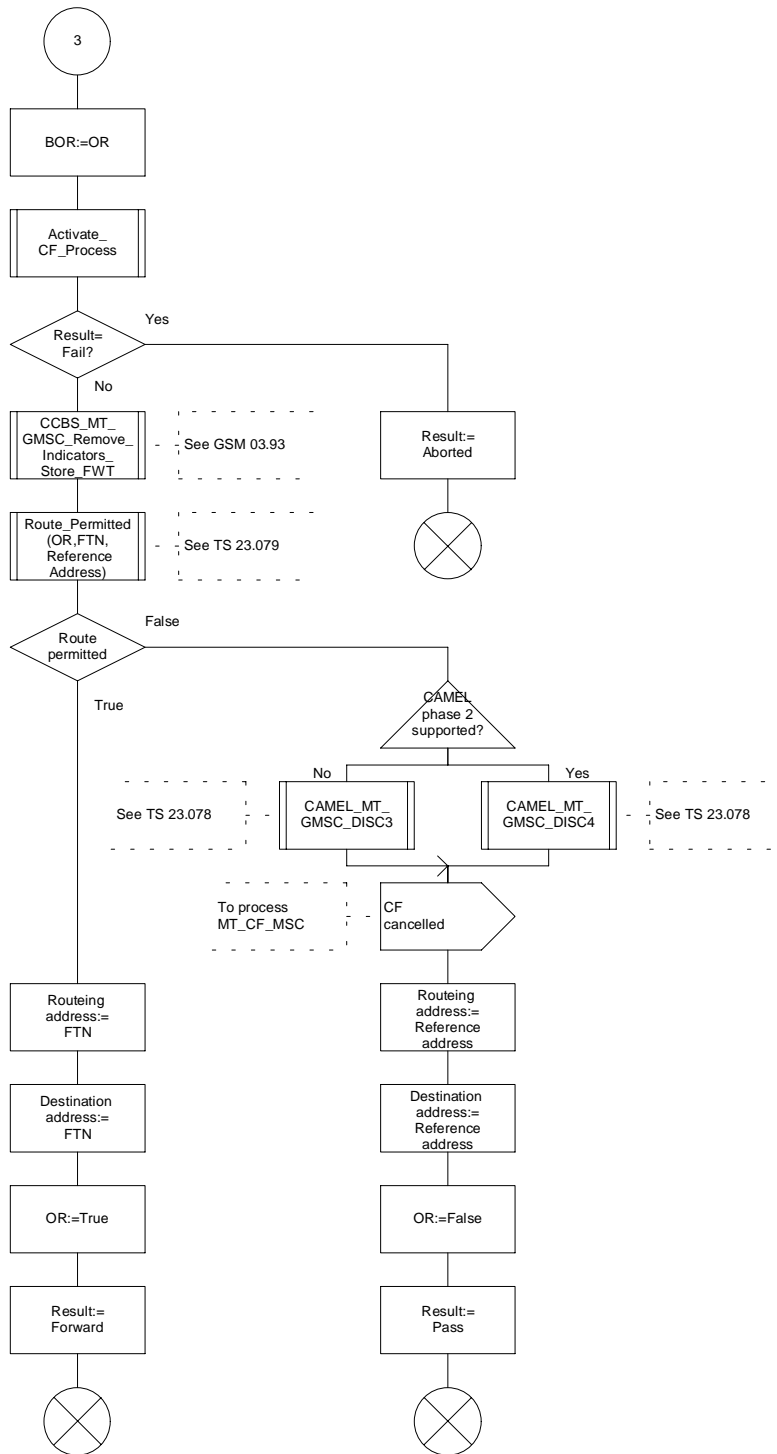 3
BOR:=OR
Activate_
CF_Process
Result=
Fail?
Yes
No
CCBS_MT_
GMSC_Remove_
Indicators_
Store_FWT
See GSM 03.93
Result:=
Aborted
Route_Permitted
(OR,FTN,
Reference
Address)
See TS 23.079
Route
permitted
False
True
CAMEL
phase 2
supported?
No
Yes
See TS 23.078
CAMEL_MT_
GMSC_DISC3
CAMEL_MT_
GMSC_DISC4
See TS 23.078
To process
MT_CF_MSC
CF
cancelled
Routeing
address:=
FTN
Routeing
address:=
Reference
address
Destination
address:=
FTN
Destination
address:=
Reference
address
OR:=True
OR:=False
Result:=
Forward
Result:=
Pass